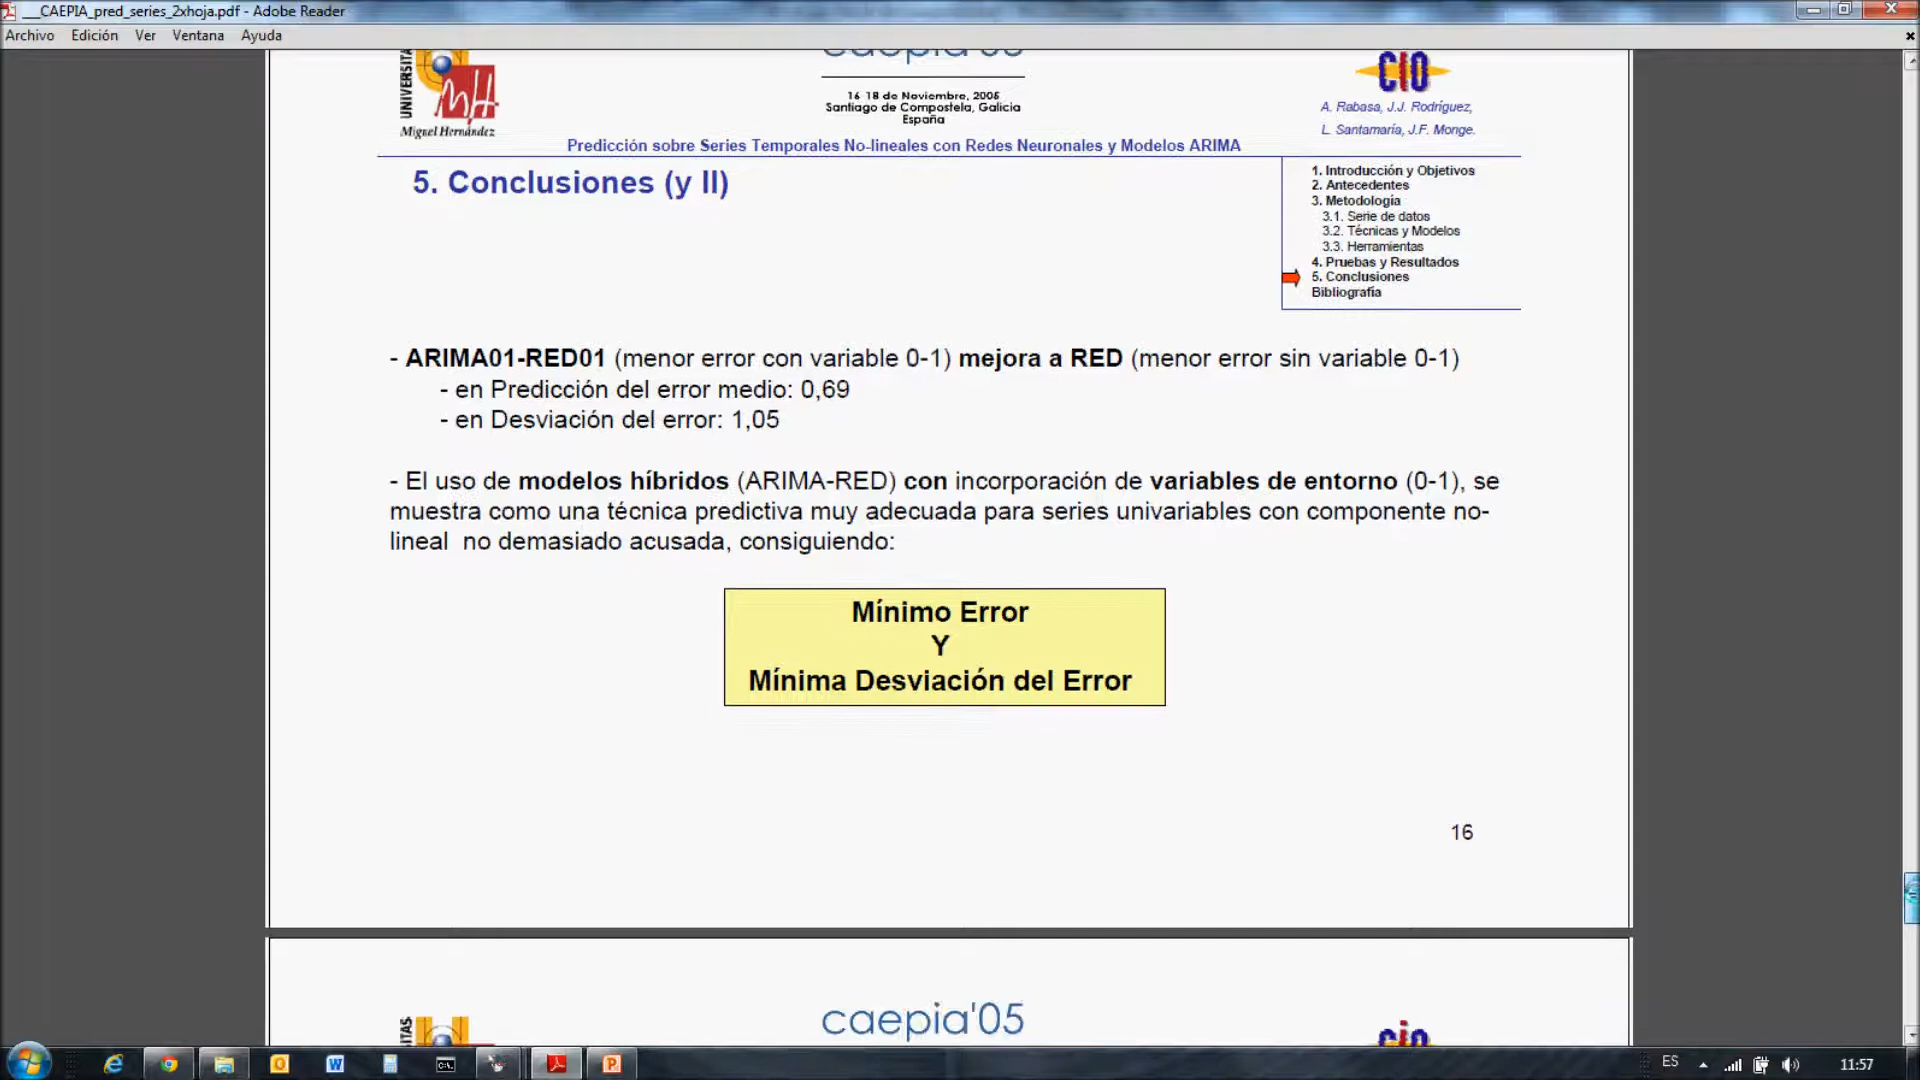 ___CAEPIA_pred_series_2xhoja.pdf - Adobe Reader
Archivo Edición Ver Ventana Ayuda
UNIVERSITAS
Miguel Hernández
caepia'05
16-18 de Noviembre, 2005
Santiago de Compostela, Galicia
España
CIO
A. Rabasa, J.J. Rodríguez,
L. Santamaría, J.F. Monge.
Predicción sobre Series Temporales No-lineales con Redes Neuronales y Modelos ARIMA
5. Conclusiones (y II)
1. Introducción y Objetivos
2. Antecedentes
3. Metodología
3.1. Serie de datos
3.2. Técnicas y Modelos
3.3. Herramientas
4. Pruebas y Resultados
5. Conclusiones
Bibliografía
- ARIMA01-RED01 (menor error con variable 0-1) mejora a RED (menor error sin variable 0-1)
- en Predicción del error medio: 0,69
- en Desviación del error: 1,05
- El uso de modelos híbridos (ARIMA-RED) con incorporación de variables de entorno (0-1), se
muestra como una técnica predictiva muy adecuada para series univariables con componente no-
lineal no demasiado acusada, consiguiendo:
Mínimo Error
Y
Mínima Desviación del Error
16
caepia'05
ES
11:57